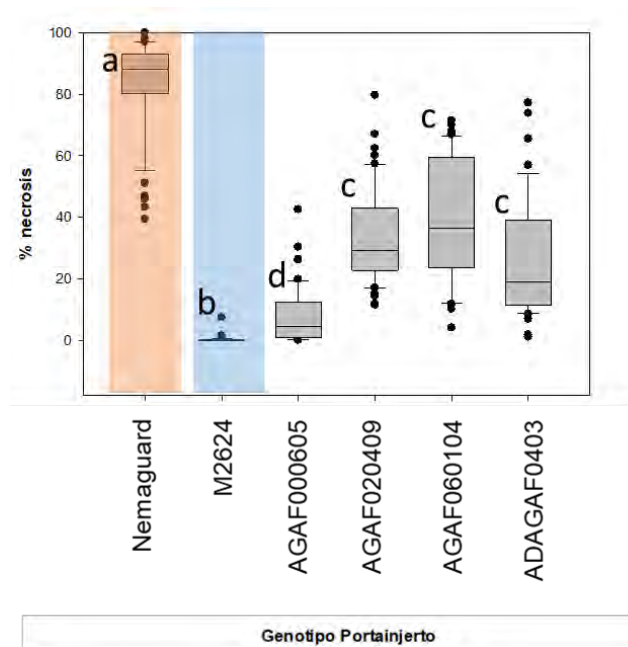 100
80
60
40
20
0
% necrosis
a
b
d
c
c
c
Nemaguard
M2624
AGAF000605
AGAF020409
AGAF060104
ADAGAF0403
Genotipo Portainjerto